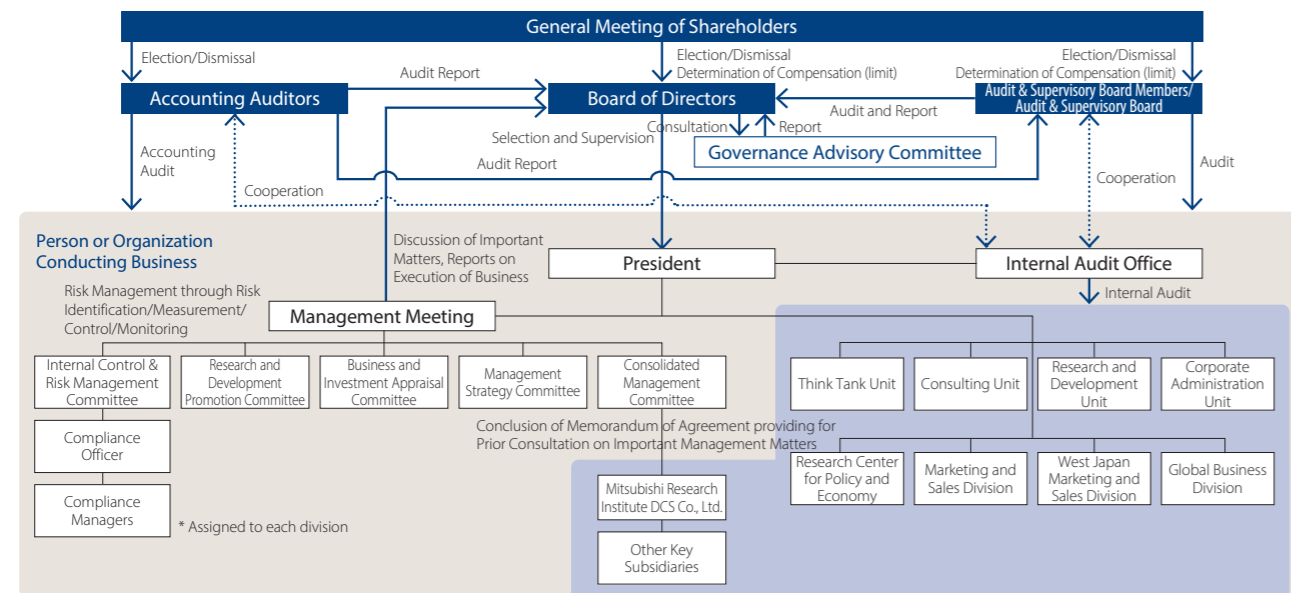 General Meeting of Shareholders
Election/Dismissal
Election/Dismissal
Determination of Compensation (limit)
Election/Dismissal
Determination of Compensation (limit)
Audit Report
Accounting Auditors
Board of Directors
Audit & Supervisory Board Members/
Audit & Supervisory Board
Audit and Report
Selection and Supervision
Consultation
Report
Governance Advisory Committee
Accounting
Audit
Audit Report
Audit
Cooperation
Cooperation
Person or Organization
Conducting Business
Discussion of Important
Matters, Reports on
Execution of Business
President
Internal Audit Office
Internal Audit
Risk Management through Risk
Identification/Measurement/
Control/Monitoring
Management Meeting
Internal Control &
Risk Management
Committee
Research and
Development
Promotion Committee
Business and
Investment Appraisal
Committee
Management
Strategy Committee
Consolidated
Management
Committee
Think Tank Unit
Consulting Unit
Research and
Development
Unit
Corporate
Administration
Unit
Conclusion of Memorandum of Agreement providing for
Prior Consultation on Important Management Matters
Compliance
Officer
Compliance
Managers
* Assigned to each division
Mitsubishi Research
Institute DCS Co., Ltd.
Other Key
Subsidiaries
Research Center
for Policy and
Economy
Marketing and
Sales Division
West Japan
Marketing and
Sales Division
Global Business
Division